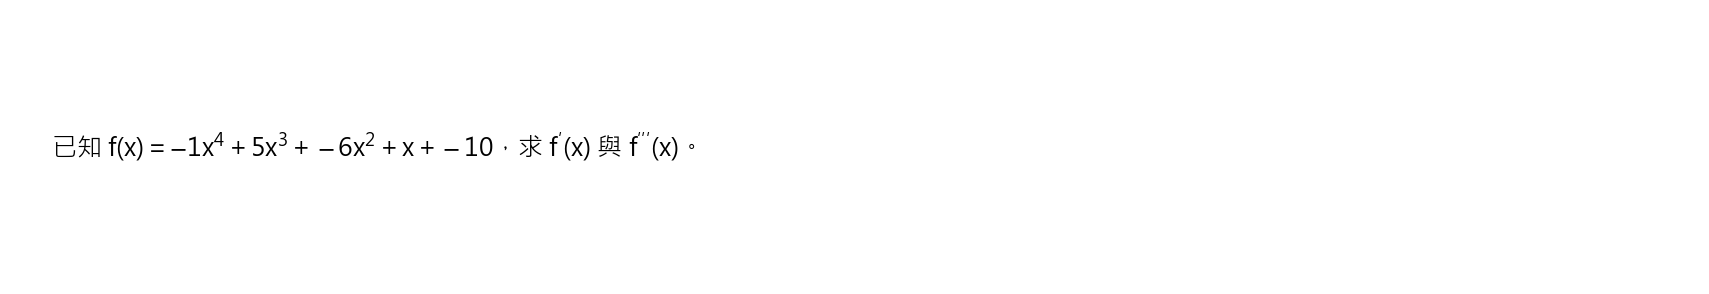 已知 f(x) = −1x⁴ + 5x³ + −6x² + x + −10，求 f′(x) 與 f′′′(x)。